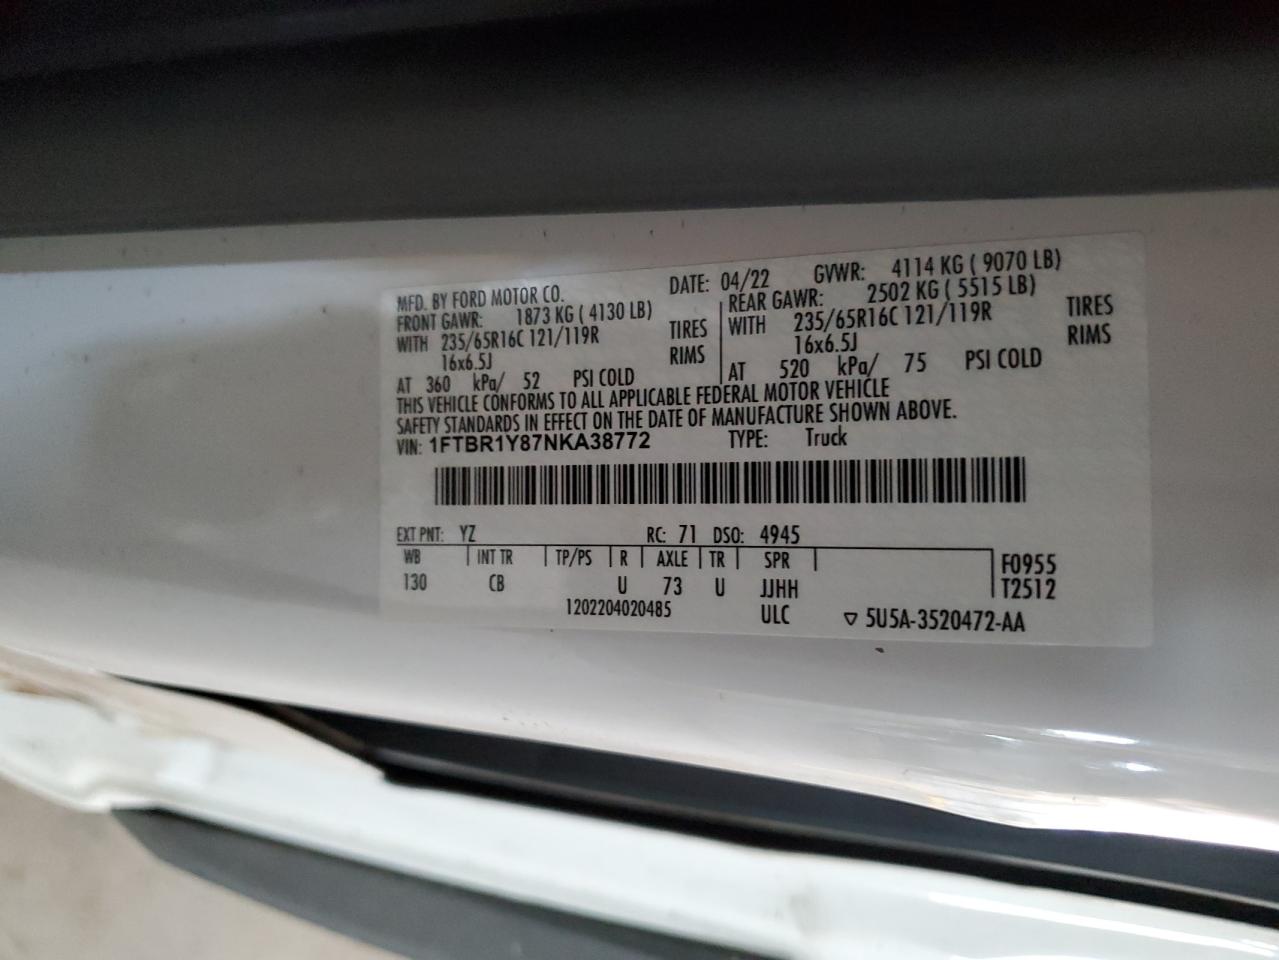 MFD. BY FORD MOTOR CO. DATE: 04/22 GVWR: 4114 KG ( 9070 LB)
FRONT GAWR: 1873 KG ( 4130 LB) REAR GAWR: 2502 KG ( 5515 LB)
WITH 235/65R16C 121/119R TIRES WITH 235/65R16C 121/119R TIRES
16x6.5J RIMS 16x6.5J RIMS
AT 360 kPa/ 52 PSI COLD AT 520 kPa/ 75 PSI COLD
THIS VEHICLE CONFORMS TO ALL APPLICABLE FEDERAL MOTOR VEHICLE
SAFETY STANDARDS IN EFFECT ON THE DATE OF MANUFACTURE SHOWN ABOVE.
VIN: 1FTBR1Y87NKA38772 TYPE: Truck
EXT PNT: YZ RC: 71 DSO: 4945
WB INT TR TP/PS R AXLE TR SPR F0955
130 CB U 73 U JJHH T2512
1202204020485 ULC ▽ 5U5A-3520472-AA